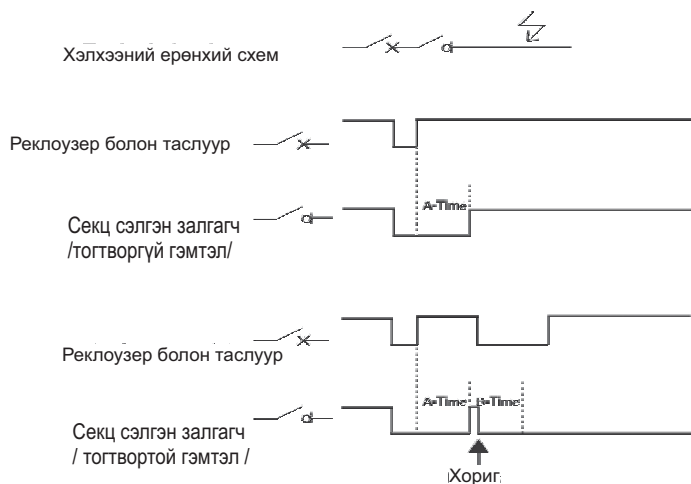 Хэлхээний ерөнхий схем
Реклоузер болон таслуур
A-Time
Секц сэлгэн залгагч
/тогтворгүй гэмтэл/
Реклоузер болон таслуур
A-Time B-Time
Секц сэлгэн залгагч
/ тогтвортой гэмтэл /
Хориг